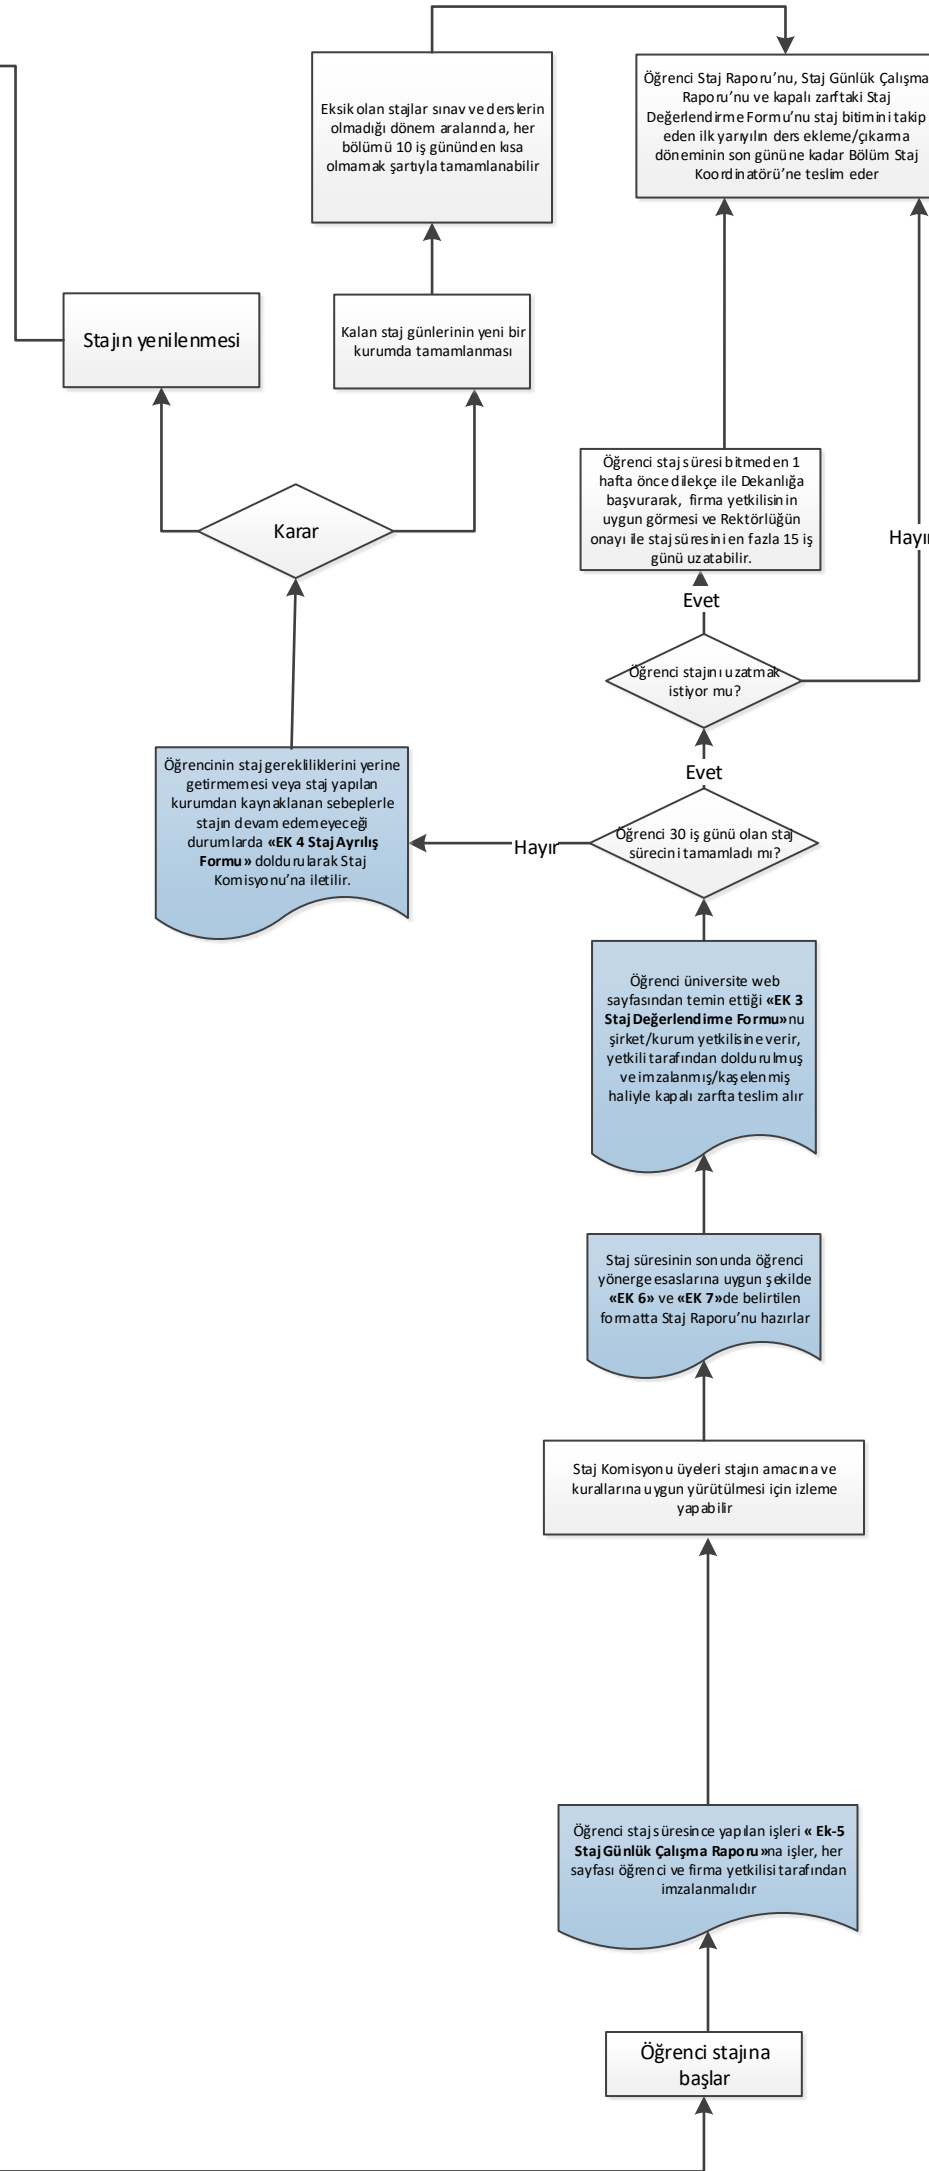 Eksik olan stajlar sınav ve derslerin
olmadığı dönem aralarında, her
bölümü 10 iş gününden kısa
olmamak şartıyla tamamlanabilir
Öğrenci Staj Raporu’nu, Staj Günlük Çalışma
Raporu’nu ve kapalı zarftaki Staj
Değerlendirme Formu’nu staj bitimini takip
eden ilk yarıyılın ders ekleme/çıkarma
döneminin son gününe kadar Bölüm Staj
Koordinatörü’ne teslim eder
Stajın yenilenmesi
Kalan staj günlerinin yeni bir
kurumda tamamlanması
Karar
Öğrenci staj süresi bitmeden 1
hafta önce dilekçe ile Dekanlığa
başvurarak, firma yetkilisinin
uygun görmesi ve Rektörlüğün
onayı ile staj süresini en fazla 15 iş
günü uzatabilir.
Hayır
Evet
Öğrenci stajını uzatmak
istiyor mu?
Evet
Öğrencinin staj gerekliliklerini yerine
getirmemesi veya staj yapılan
kurumdan kaynaklanan sebeplerle
stajın devam edemeyeceği
durumlarda «EK 4 Staj Ayrılış
Formu» doldurularak Staj
Komisyonu’na iletilir.
Hayır
Öğrenci 30 iş günü olan staj
sürecini tamamladı mı?
Öğrenci üniversite web
sayfasından temin ettiği «EK 3
Staj Değerlendirme Formu»nu
şirket/kurum yetkilisine verir,
yetkili tarafından doldurulmuş
ve imzalanmış/kaşelenmiş
haliyle kapalı zarfta teslim alır
Staj süresinin sonunda öğrenci
yönerge esaslarına uygun şekilde
«EK 6» ve «EK 7»de belirtilen
formatta Staj Raporu’nu hazırlar
Staj Komisyonu üyeleri stajın amacına ve
kurallarına uygun yürütülmesi için izleme
yapabilir
Öğrenci staj süresince yapılan işleri « Ek-5
Staj Günlük Çalışma Raporu»na işler, her
sayfası öğrenci ve firma yetkilisi tarafından
imzalanmalıdır
Öğrenci stajına
başlar